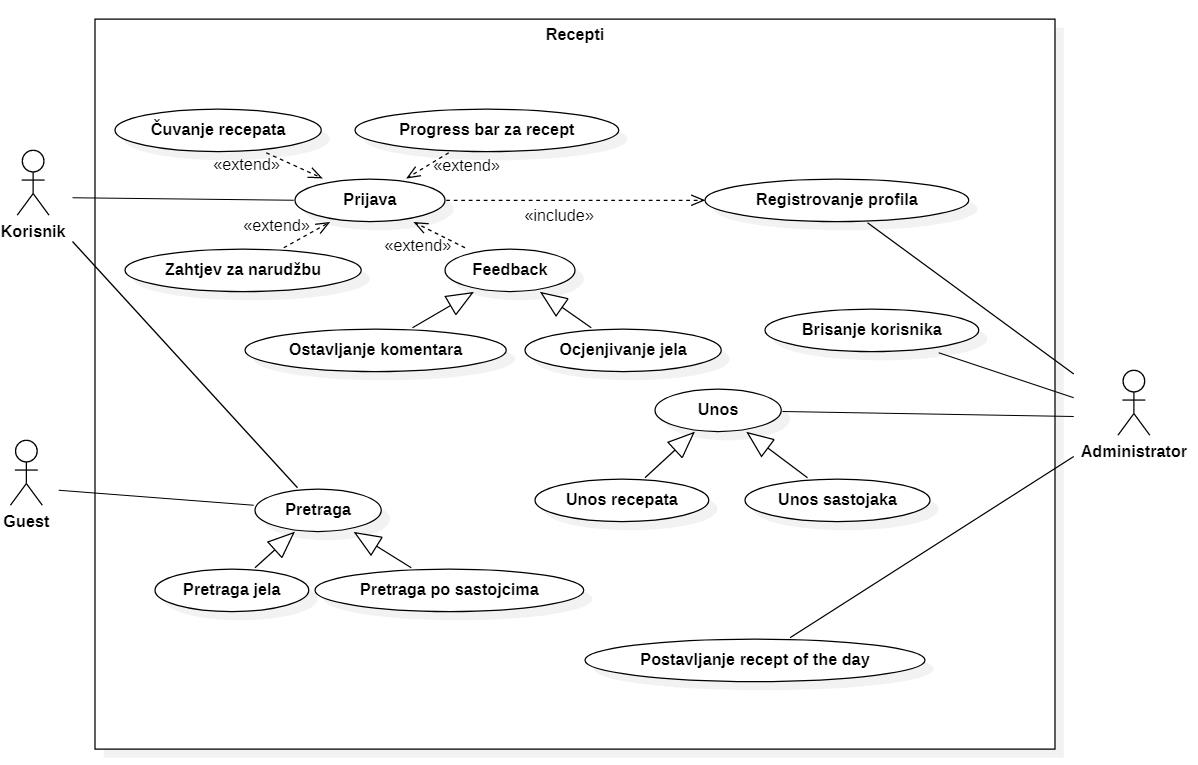 Recepti
Čuvanje recepata
Progress bar za recept
«extend»
«extend»
Prijava
Registrovanje profila
«include»
Korisnik
«extend»
«extend»
Zahtjev za narudžbu
Feedback
Brisanje korisnika
Ostavljanje komentara
Ocjenjivanje jela
Unos
Administrator
Unos recepata
Unos sastojaka
Pretraga
Guest
Pretraga jela
Pretraga po sastojcima
Postavljanje recept of the day